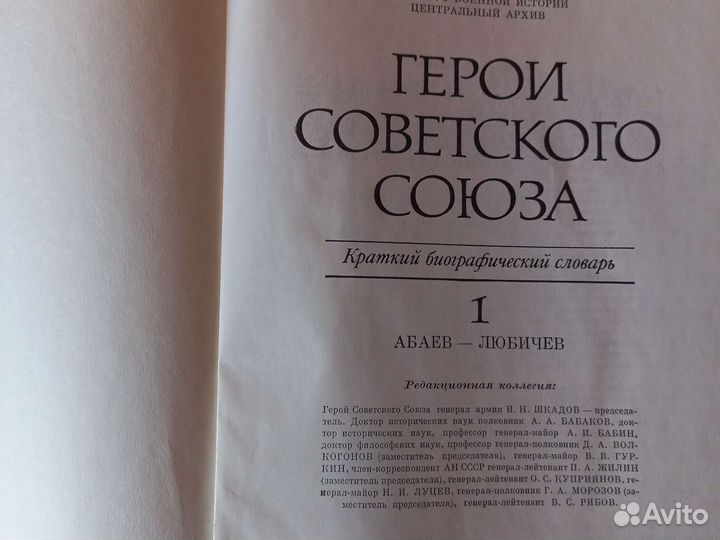 ВОЕННОЙ ИСТОРИИ
ЦЕНТРАЛЬНЫЙ АРХИВ
ГЕРОИ
СОВЕТСКОГО
СОЮЗА
Краткий биографический словарь
1
АБАЕВ — ЛЮБИЧЕВ
Редакционная коллегия:
Герой Советского Союза генерал армии И. Н. ШКАДОВ — председа-
тель. Доктор исторических наук полковник А. А. БАБАКОВ, док-
тор исторических наук, профессор генерал-майор А. И. БАБИН,
доктор философских наук, профессор генерал-полковник Д. А. ВОЛ-
КОГОНОВ (заместитель председателя), генерал-майор В. В. ГУР-
КИН, член-корреспондент АН СССР генерал-лейтенант П. А. ЖИЛИН
(заместитель председателя), генерал-лейтенант О. С. КУПРИЯНОВ, ге-
нерал-майор Н. И. ЛУЦЕВ, генерал-полковник Г. А. МОРОЗОВ (за-
меститель председателя), генерал-лейтенант В. С. РЯБОВ.
Avito